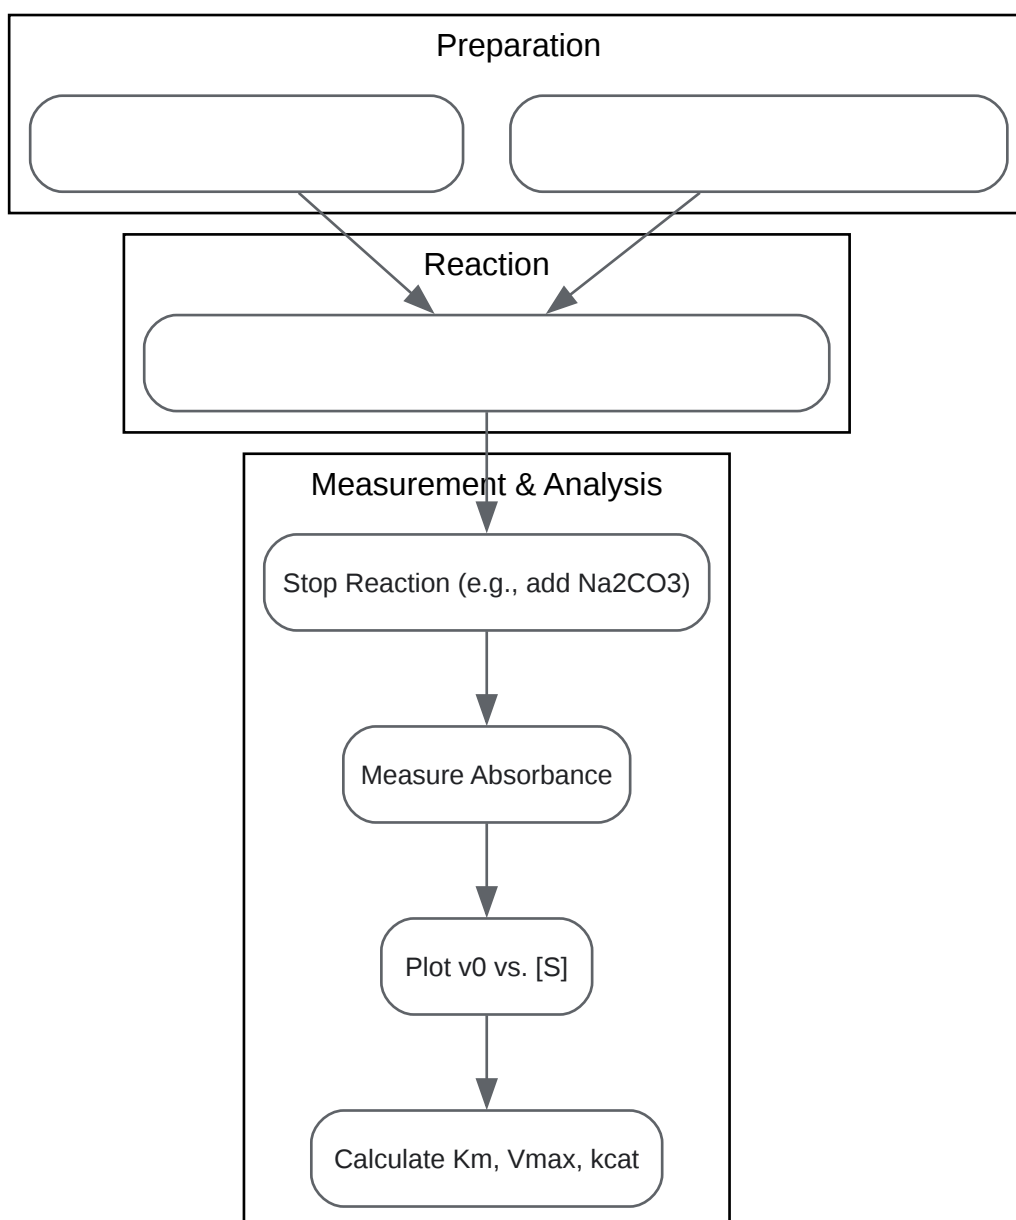 Preparation
Reaction
Measurement & Analysis
Stop Reaction (e.g., add Na2CO3)
Measure Absorbance
Plot v0 vs. [S]
Calculate Km, Vmax, kcat